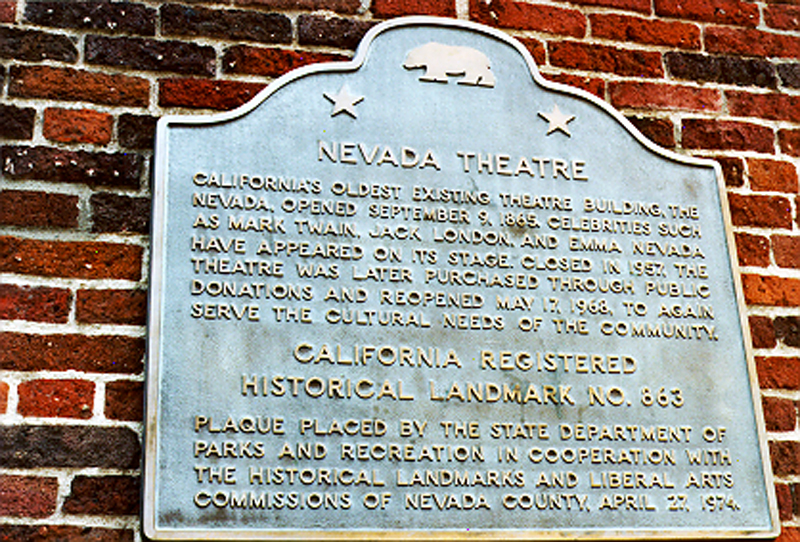 NEVADA THEATRE
CALIFORNIA'S OLDEST EXISTING THEATRE BUILDING, THE
NEVADA, OPENED SEPTEMBER 9, 1865. CELEBRITIES SUCH
AS MARK TWAIN, JACK LONDON, AND EMMA NEVADA
HAVE APPEARED ON ITS STAGE. CLOSED IN 1957, THE
THEATRE WAS LATER PURCHASED THROUGH PUBLIC
DONATIONS AND REOPENED MAY 17, 1968, TO AGAIN
SERVE THE CULTURAL NEEDS OF THE COMMUNITY.
CALIFORNIA REGISTERED
HISTORICAL LANDMARK NO. 863
PLAQUE PLACED BY THE STATE DEPARTMENT OF
PARKS AND RECREATION IN COOPERATION WITH
THE HISTORICAL LANDMARKS AND LIBERAL ARTS
COMMISSIONS OF NEVADA COUNTY, APRIL 27, 1974.